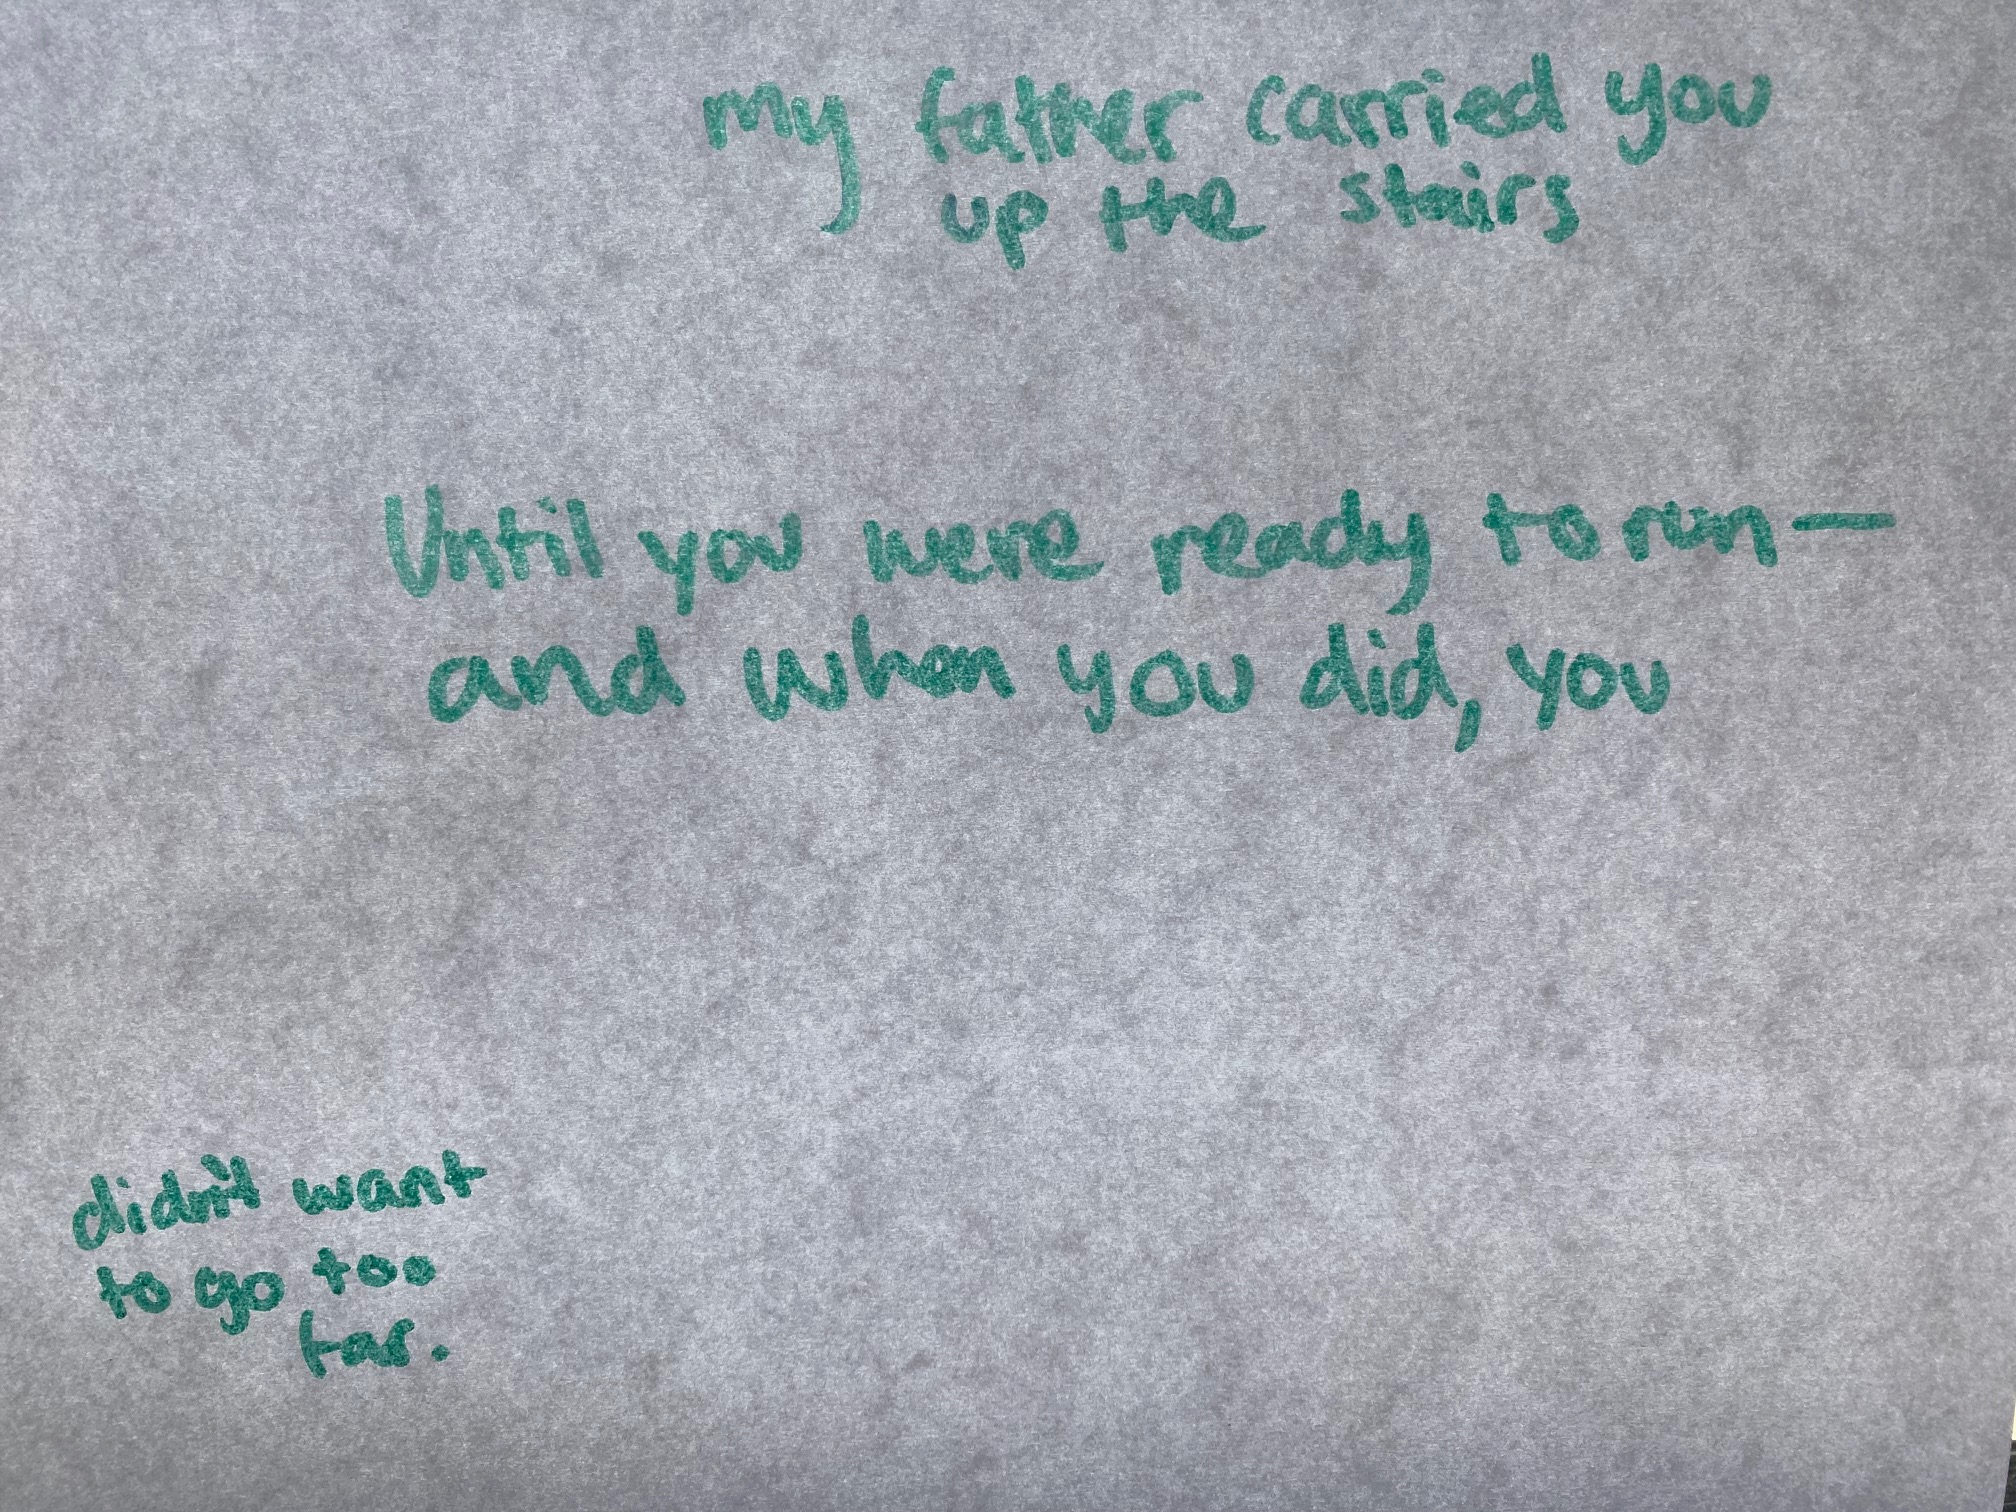 my father carried you
up the stairs
Until you were ready to run—
and when you did, you
didn't want
to go too
far.